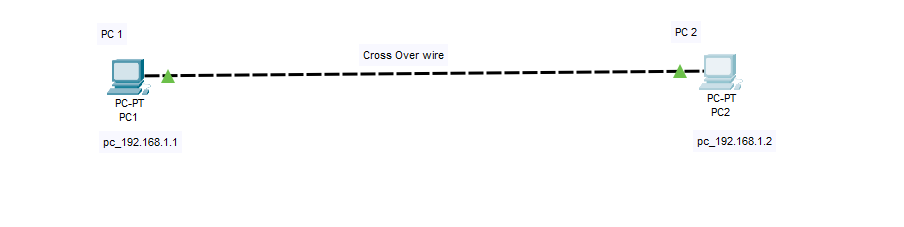 PC 1
PC 2
Cross Over wire
PC-PT
PC1
PC-PT
PC2
pc_192.168.1.1
pc_192.168.1.2